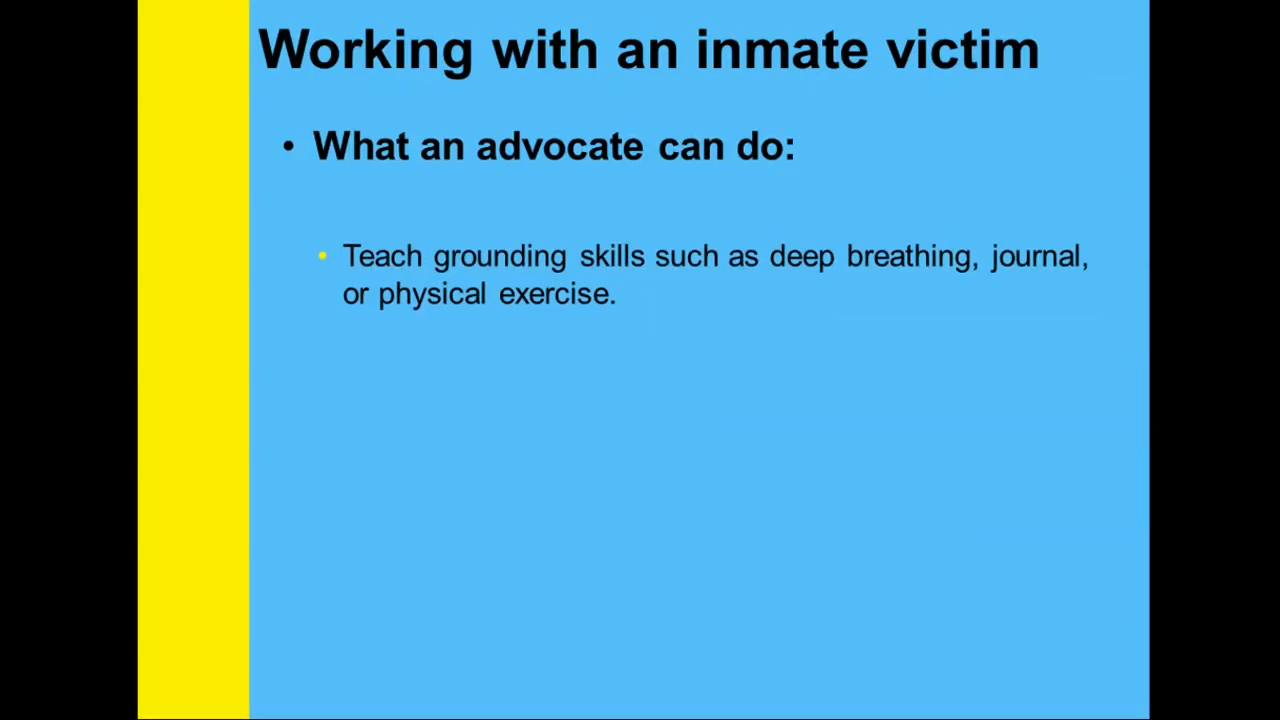 Working with an inmate victim
• What an advocate can do:
• Teach grounding skills such as deep breathing, journal,
or physical exercise.